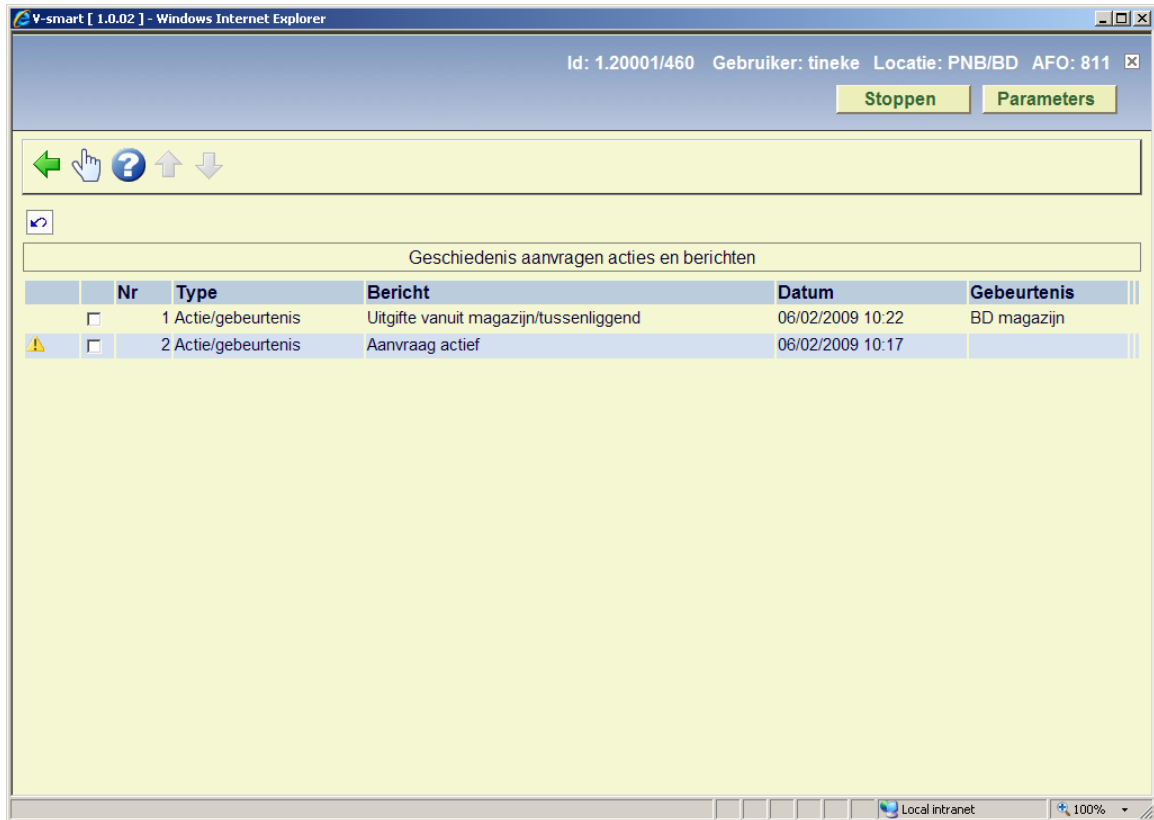 V-smart [ 1.0.02 ] - Windows Internet Explorer
Id: 1.20001/460 Gebruiker: tineke Locatie: PNB/BD AFO: 811
Stoppen Parameters
Geschiedenis aanvragen acties en berichten
Nr Type Bericht Datum Gebeurtenis
1 Actie/gebeurtenis Uitgifte vanuit magazijn/tussenliggend 06/02/2009 10:22 BD magazijn
2 Actie/gebeurtenis Aanvraag actief 06/02/2009 10:17
Local intranet 100%